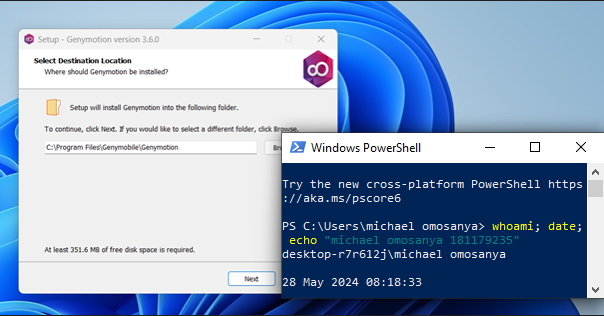 Setup - Genymotion version 3.6.0
Select Destination Location
Where should Genymotion be installed?
Setup will install Genymotion into the following folder.
To continue, click Next. If you would like to select a different folder, click Browse.
C:\Program Files\Genymobile\Genymotion
At least 351.6 MB of free disk space is required.
Next
Windows PowerShell
Try the new cross-platform PowerShell https
://aka.ms/pscore6
PS C:\Users\michael omosanya> whoami; date;
echo "michael omosanya 181179235"
desktop-r7r612j\michael omosanya
28 May 2024 08:18:33